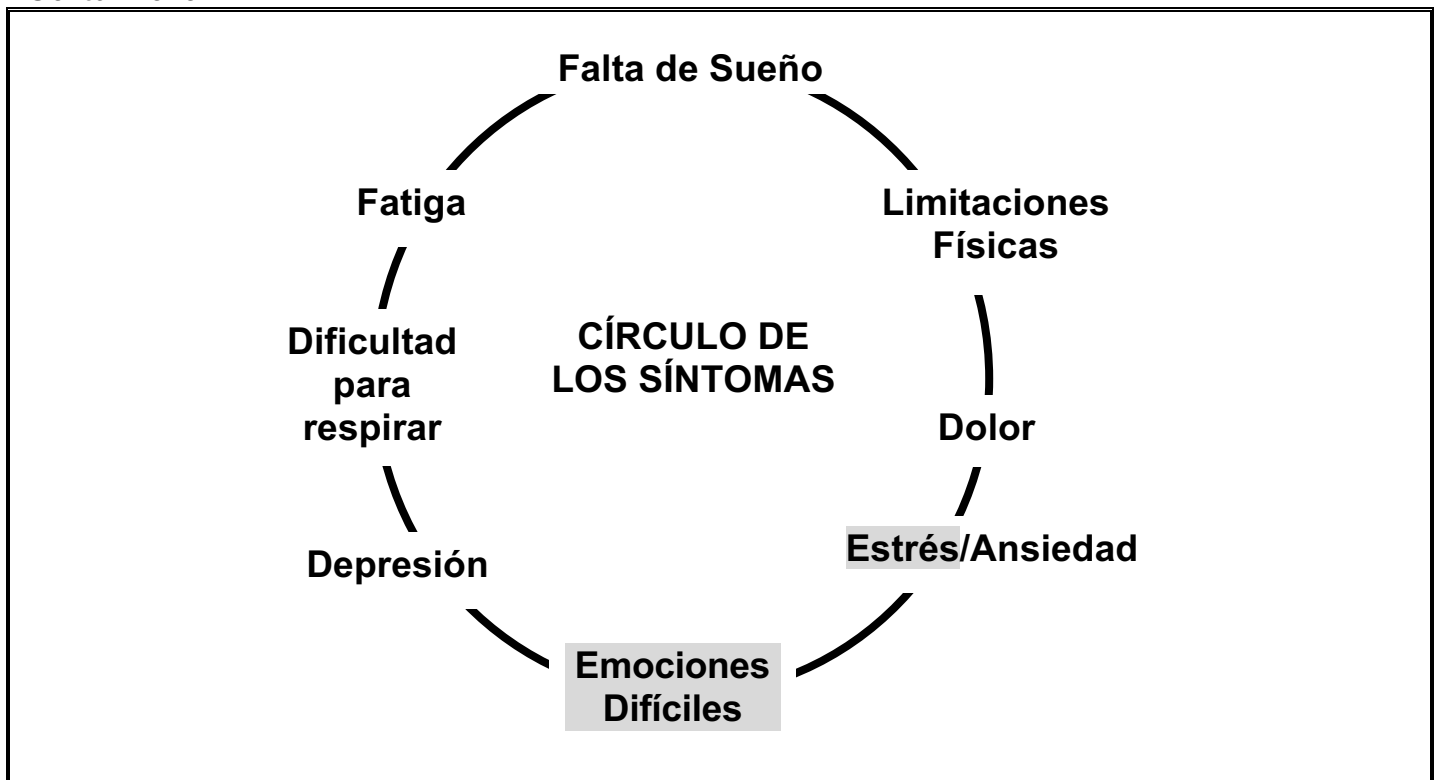 Falta de Sueño
Fatiga
Limitaciones
Físicas
Dificultad
para
respirar
CÍRCULO DE
LOS SÍNTOMAS
Dolor
Estrés/Ansiedad
Depresión
Emociones
Difíciles